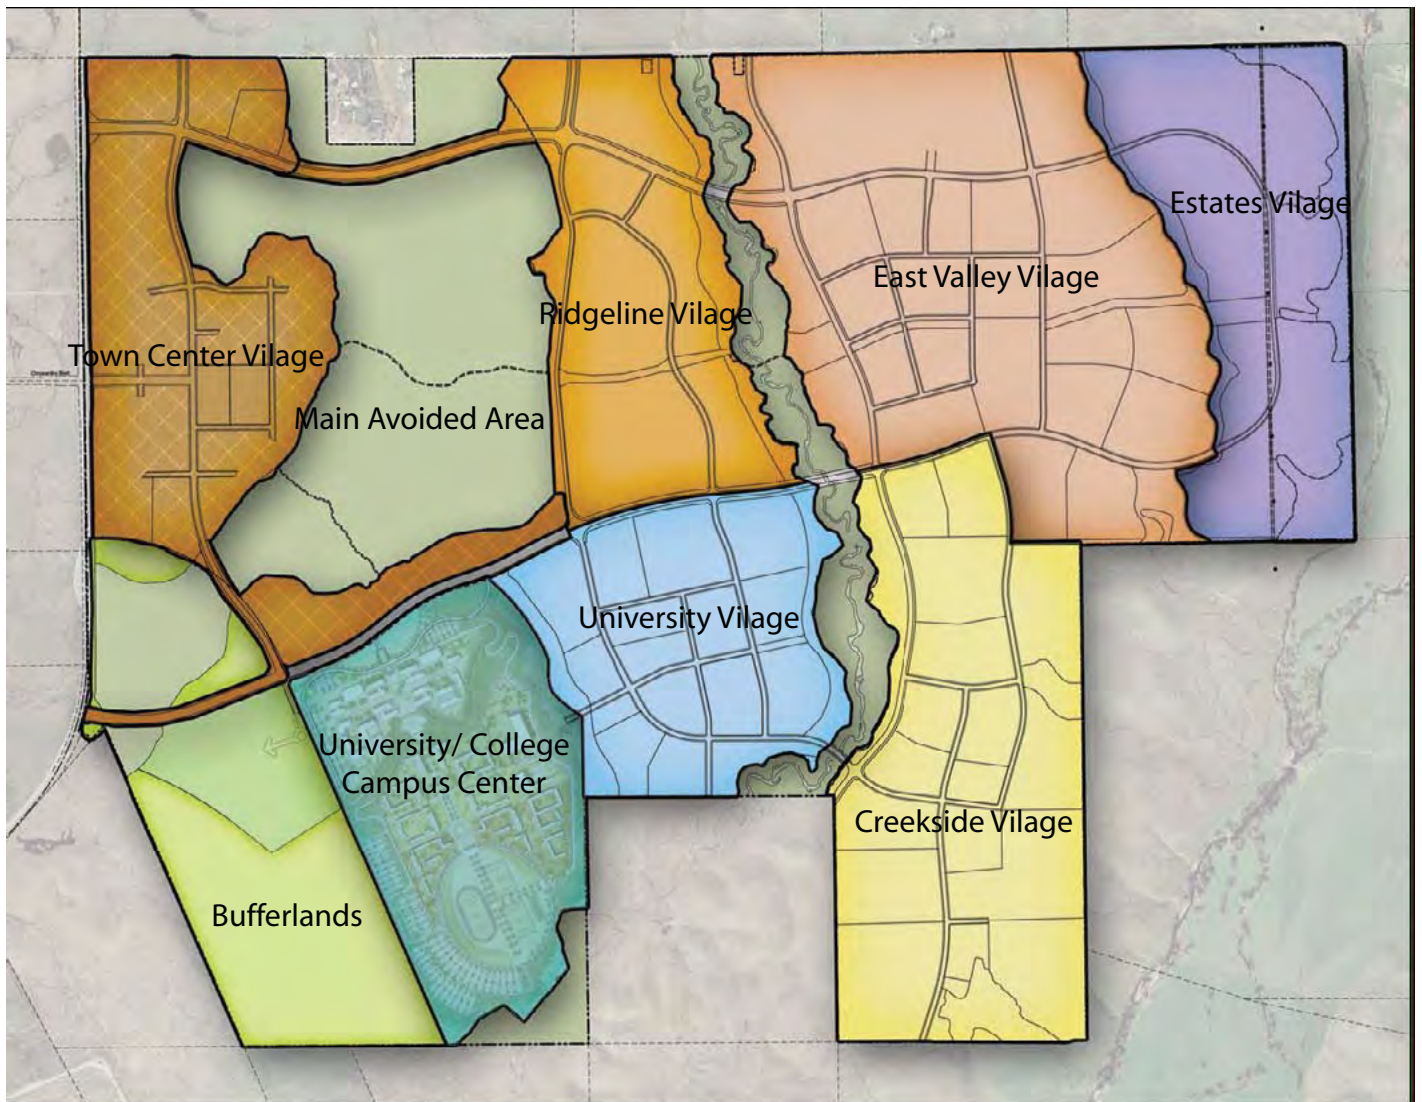 Estates Vilage
East Valley Vilage
Ridgeline Vilage
Town Center Vilage
Main Avoided Area
University Vilage
University/ College
Campus Center
Creekside Vilage
Bufferlands